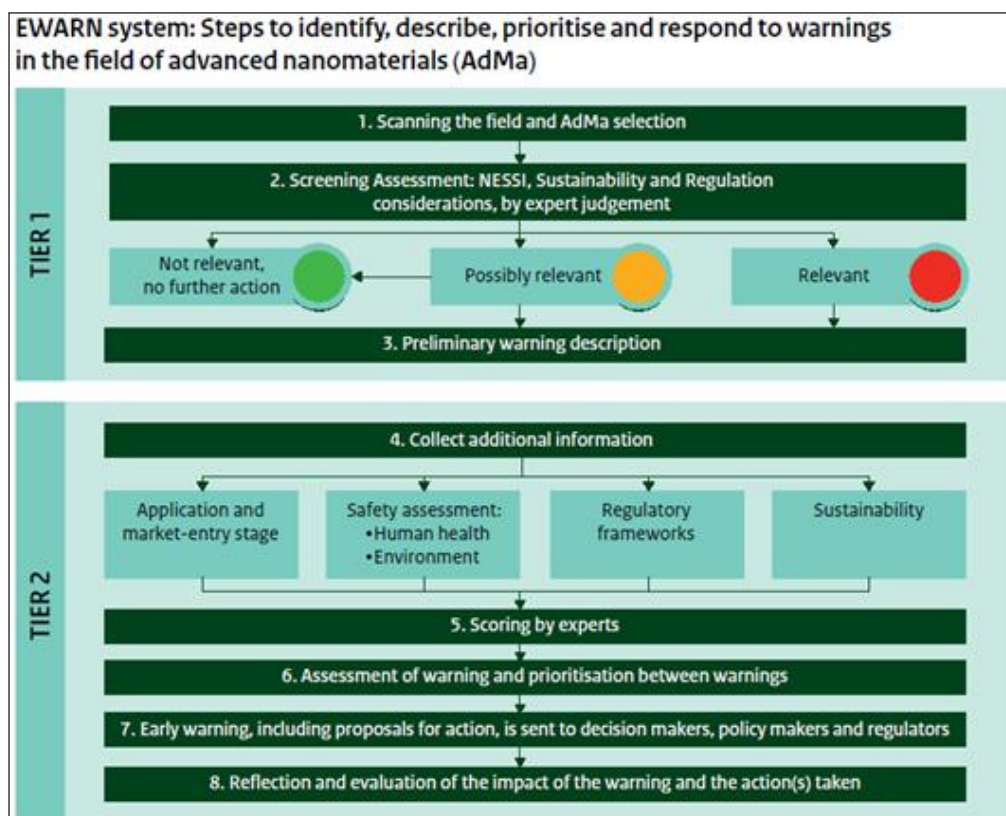 EWARN system: Steps to identify, describe, prioritise and respond to warnings
in the field of advanced nanomaterials (AdMa)
TIER 1
1. Scanning the field and AdMa selection
2. Screening Assessment: NESSI, Sustainability and Regulation
considerations, by expert judgement
Not relevant,
no further action
Possibly relevant
Relevant
3. Preliminary warning description
TIER 2
4. Collect additional information
Application and
market-entry stage
Safety assessment:
•Human health
•Environment
Regulatory
frameworks
Sustainability
5. Scoring by experts
6. Assessment of warning and prioritisation between warnings
7. Early warning, including proposals for action, is sent to decision makers, policy makers and regulators
8. Reflection and evaluation of the impact of the warning and the action(s) taken